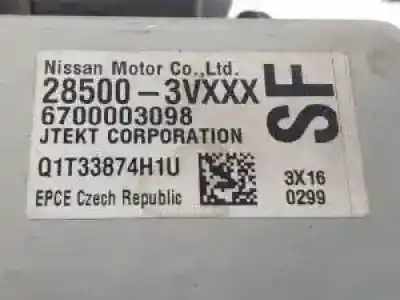 Nissan Motor Co.,Ltd.
28500-3VXXX
6700003098
JTEKT CORPORATION
Q1T33874H1U
EPCE Czech Republic
3X16
0299
SF